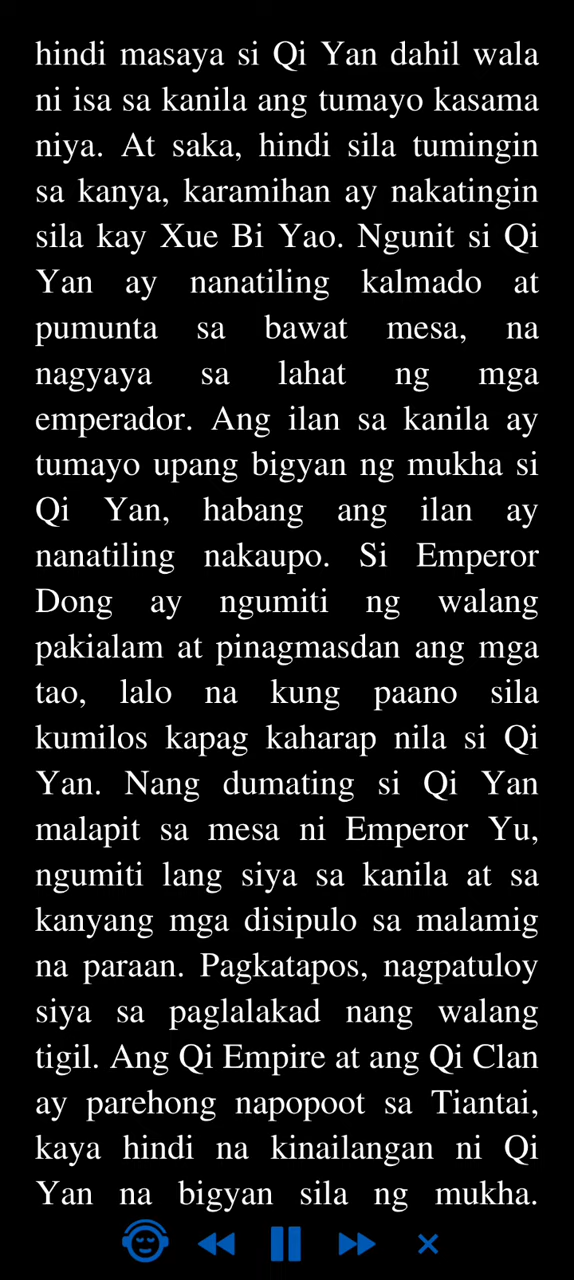 hindi masaya si Qi Yan dahil wala
ni isa sa kanila ang tumayo kasama
niya. At saka, hindi sila tumingin
sa kanya, karamihan ay nakatingin
sila kay Xue Bi Yao. Ngunit si Qi
Yan ay nanatiling kalmado at
pumunta sa bawat mesa, na
nagyaya sa lahat ng mga
emperador. Ang ilan sa kanila ay
tumayo upang bigyan ng mukha si
Qi Yan, habang ang ilan ay
nanatiling nakaupo. Si Emperor
Dong ay ngumiti ng walang
pakialam at pinagmasdan ang mga
tao, lalo na kung paano sila
kumilos kapag kaharap nila si Qi
Yan. Nang dumating si Qi Yan
malapit sa mesa ni Emperor Yu,
ngumiti lang siya sa kanila at sa
kanyang mga disipulo sa malamig
na paraan. Pagkatapos, nagpatuloy
siya sa paglalakad nang walang
tigil. Ang Qi Empire at ang Qi Clan
ay parehong napopoot sa Tiantai,
kaya hindi na kinailangan ni Qi
Yan na bigyan sila ng mukha.